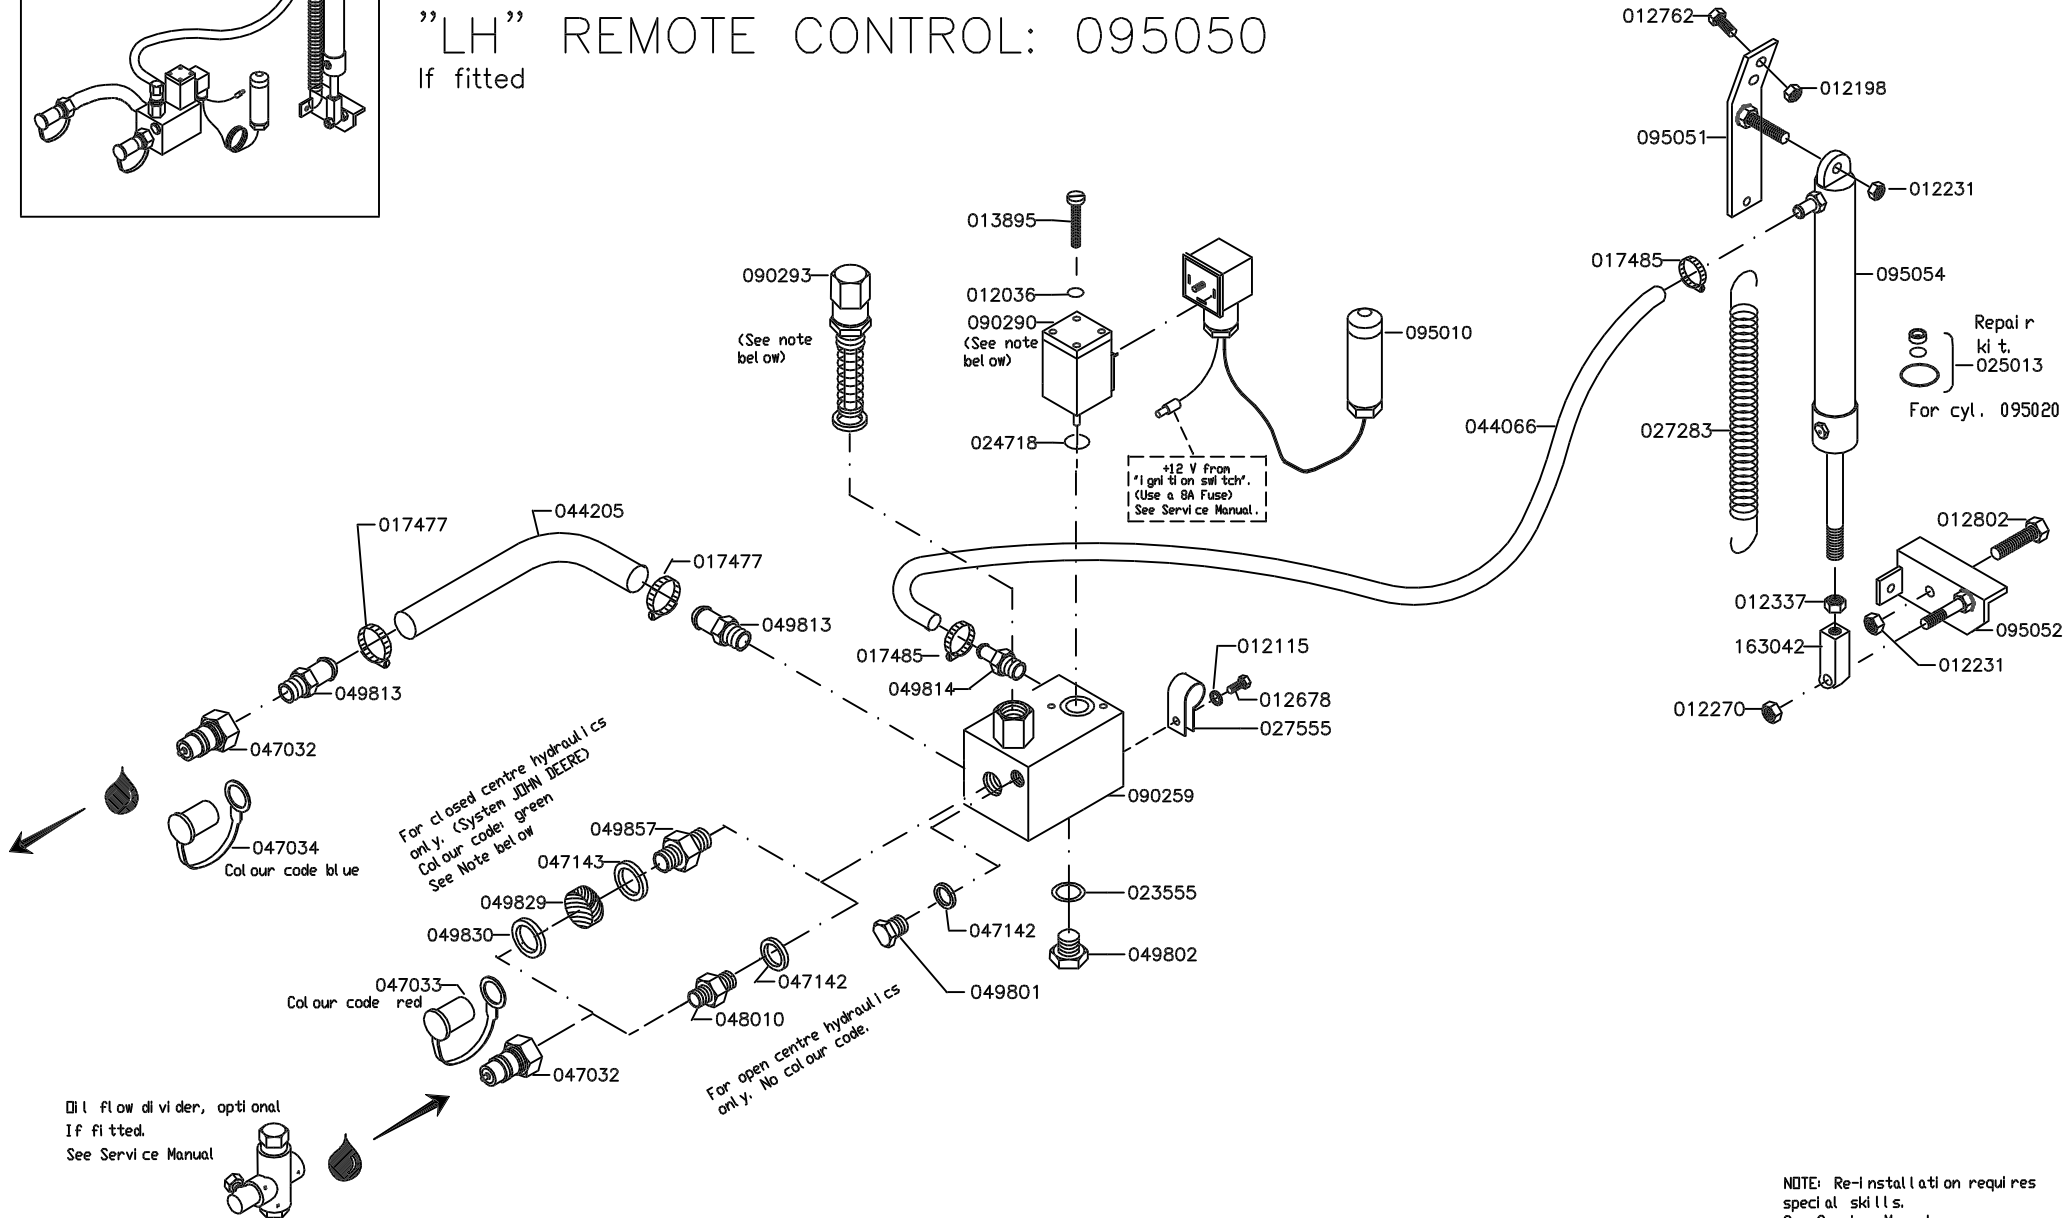 "LH" REMOTE CONTROL: 095050
If fitted
012762
012198
095051
012231
013895
017485
090293
095054
012036
090290
(See note
below)
(See note
below)
095010
Repair
kit.
025013
For cyl. 095020
044066
027283
024718
+12 V from
"ignition switch".
(Use a 8A Fuse)
See Service Manual.
044205
017477
017477
012802
012337
095052
163042
012231
012270
049813
049813
017485
049814
012115
012678
027555
047032
090259
For closed centre hydraulics
only. (System JOHN DEERE)
Colour code: green
See Note below
047034
Colour code blue
049857
047143
049829
049830
023555
047142
049802
047033
Colour code red
047142
049801
048010
047032
For open centre hydraulics
only. No colour code.
Oil flow divider, optional
If fitted.
See Service Manual
NOTE: Re-installation requires
special skills.